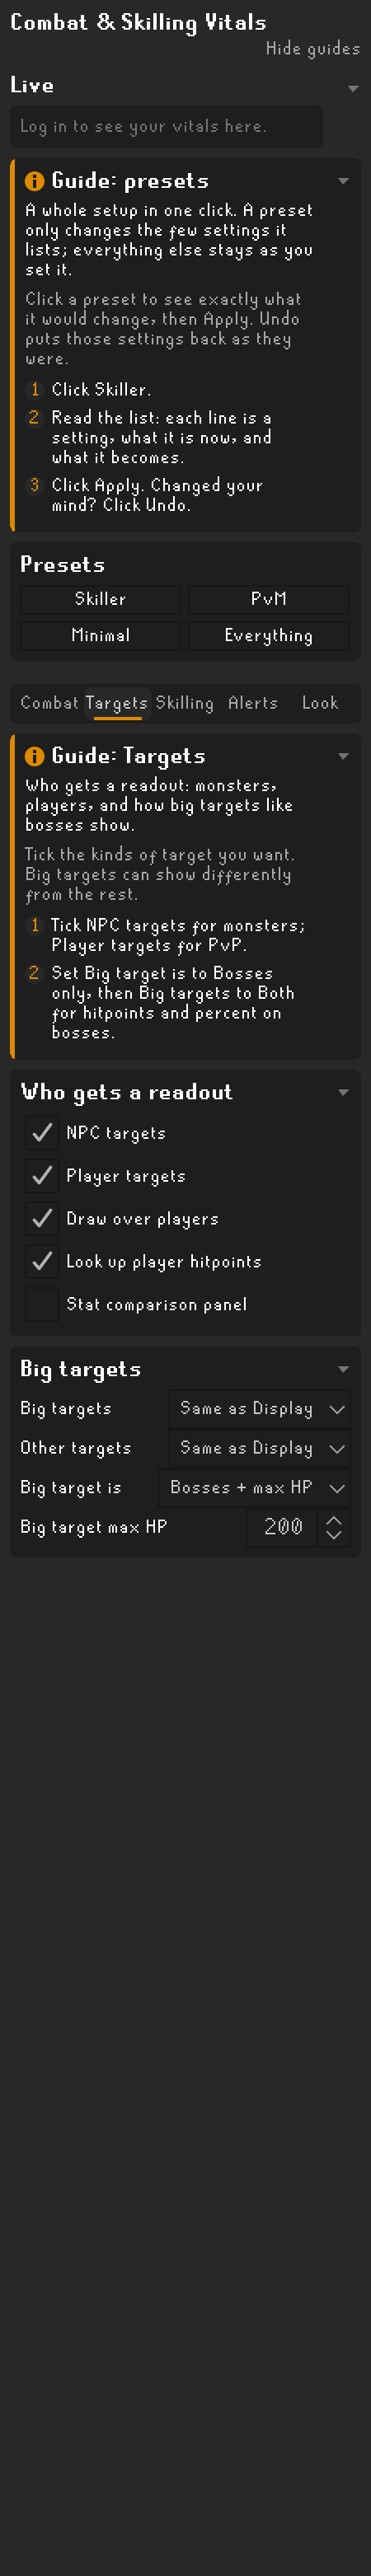 Combat & Skilling Vitals
Hide guides
Live
Log in to see your vitals here.
Guide: presets
A whole setup in one click. A preset
only changes the few settings it
lists; everything else stays as you
set it.
Click a preset to see exactly what
it would change, then Apply. Undo
puts those settings back as they
were.
1 Click Skiller.
2 Read the list: each line is a
setting, what it is now, and
what it becomes.
3 Click Apply. Changed your
mind? Click Undo.
Presets
Skiller PvM
Minimal Everything
Combat Targets Skilling Alerts Look
Guide: Targets
Who gets a readout: monsters,
players, and how big targets like
bosses show.
Tick the kinds of target you want.
Big targets can show differently
from the rest.
1 Tick NPC targets for monsters;
Player targets for PvP.
2 Set Big target is to Bosses
only, then Big targets to Both
for hitpoints and percent on
bosses.
Who gets a readout
NPC targets
Player targets
Draw over players
Look up player hitpoints
Stat comparison panel
Big targets
Big targets Same as Display
Other targets Same as Display
Big target is Bosses + max HP
Big target max HP 200